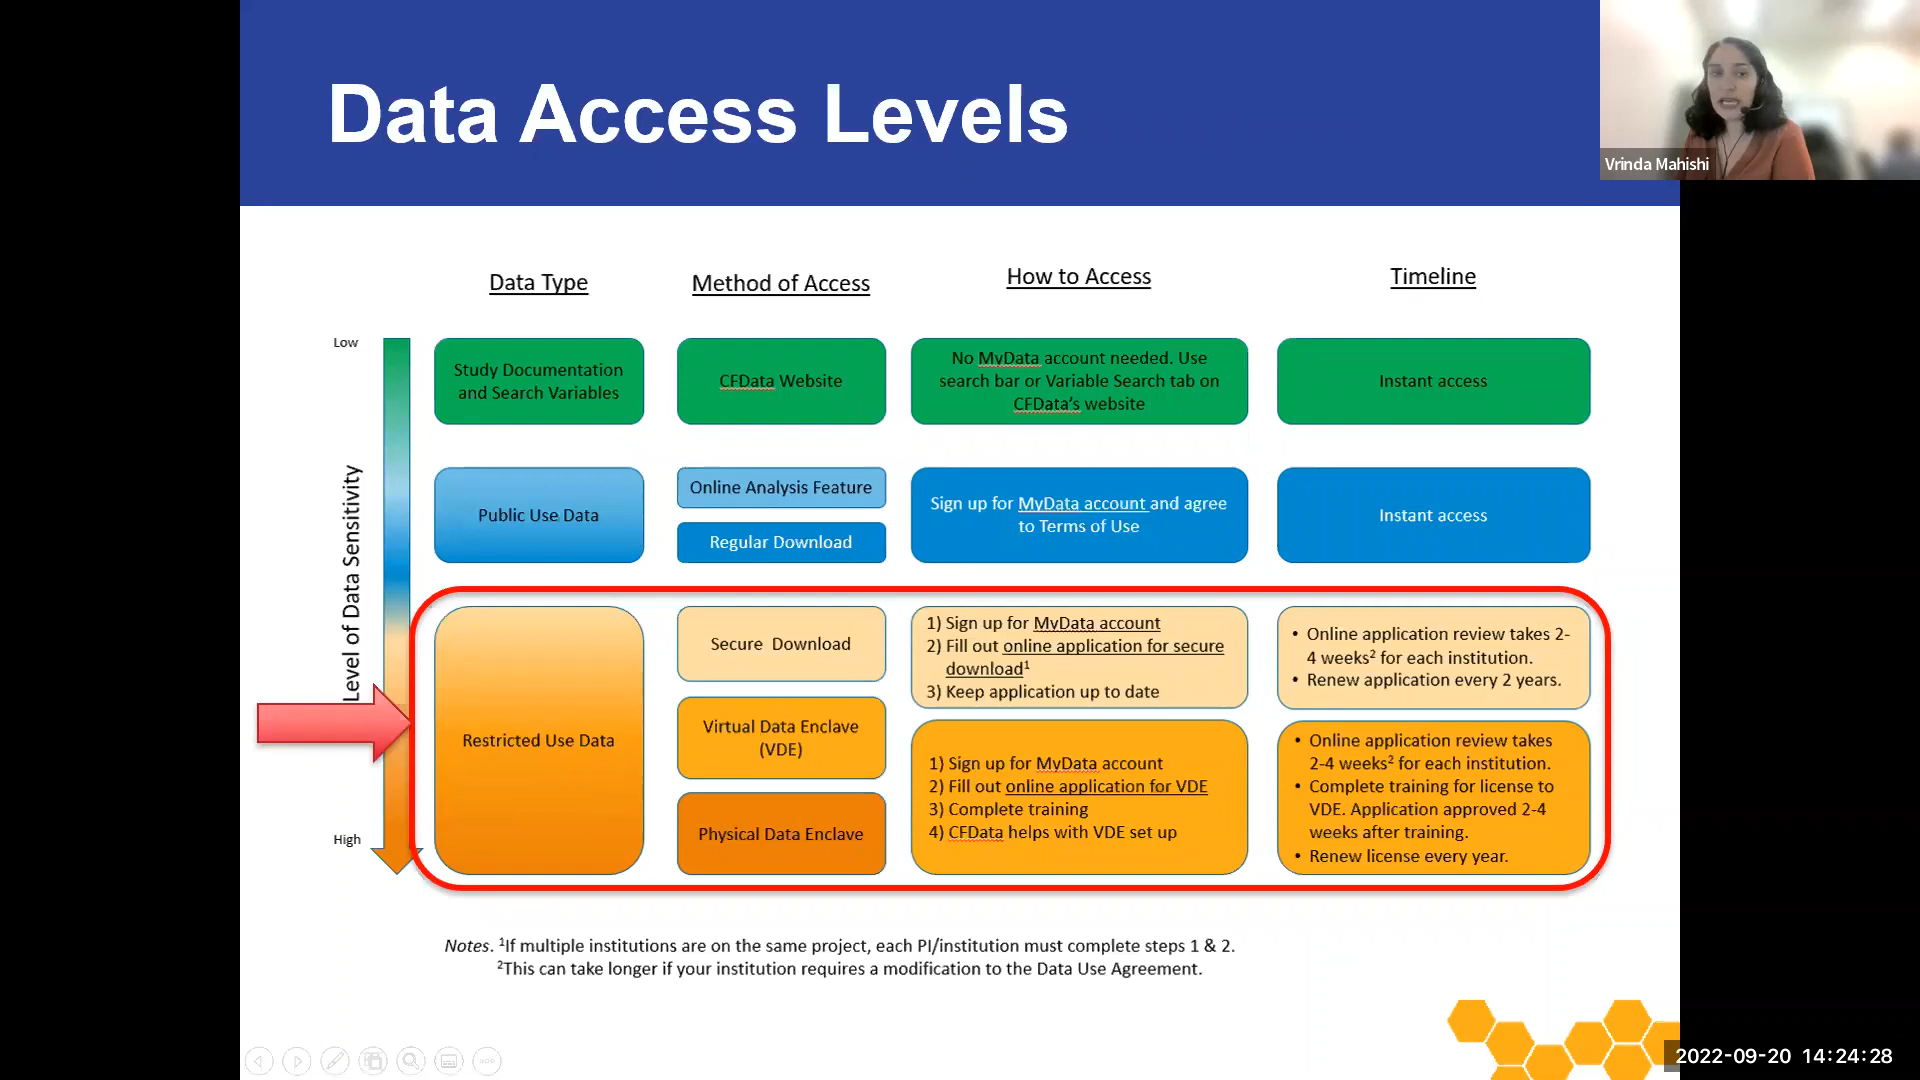 Data Access Levels
Vrinda Mahishi
Data Type
Method of Access
How to Access
Timeline
Low
Level of Data Sensitivity
High
Study Documentation
and Search Variables
CFData Website
No MyData account needed. Use
search bar or Variable Search tab on
CFData's website
Instant access
Public Use Data
Online Analysis Feature
Regular Download
Sign up for MyData account and agree
to Terms of Use
Instant access
Restricted Use Data
Secure  Download
1) Sign up for MyData account
2) Fill out online application for secure
download¹
3) Keep application up to date
• Online application review takes 2-
4 weeks² for each institution.
• Renew application every 2 years.
Virtual Data Enclave
(VDE)
Physical Data Enclave
1) Sign up for MyData account
2) Fill out online application for VDE
3) Complete training
4) CFData helps with VDE set up
• Online application review takes
2-4 weeks² for each institution.
• Complete training for license to
VDE. Application approved 2-4
weeks after training.
• Renew license every year.
Notes. ¹If multiple institutions are on the same project, each PI/institution must complete steps 1 & 2.
²This can take longer if your institution requires a modification to the Data Use Agreement.
2022-09-20 14:24:28